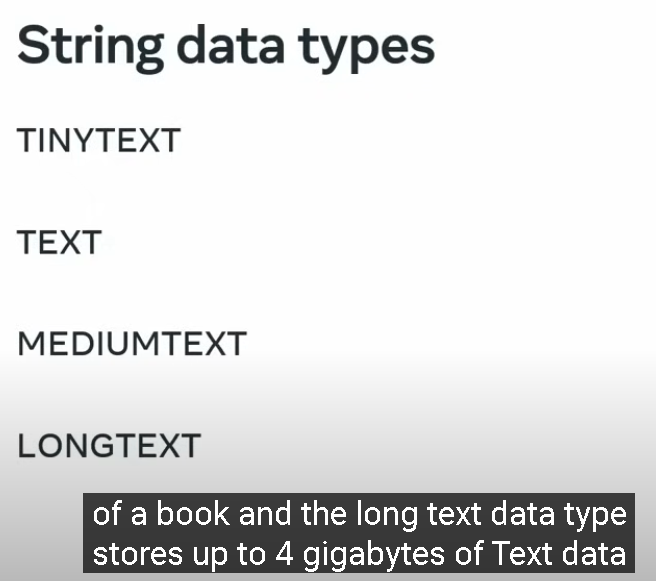 String data types
TINYTEXT
TEXT
MEDIUMTEXT
LONGTEXT
of a book and the long text data type
stores up to 4 gigabytes of Text data